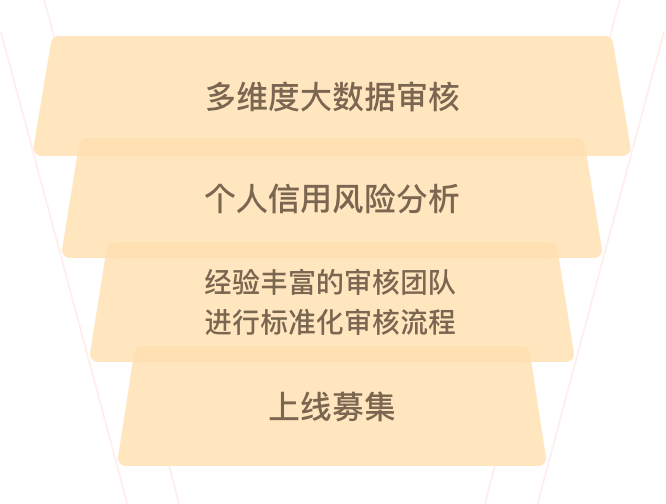 多维度大数据审核
个人信用风险分析
经验丰富的审核团队
进行标准化审核流程
上线募集